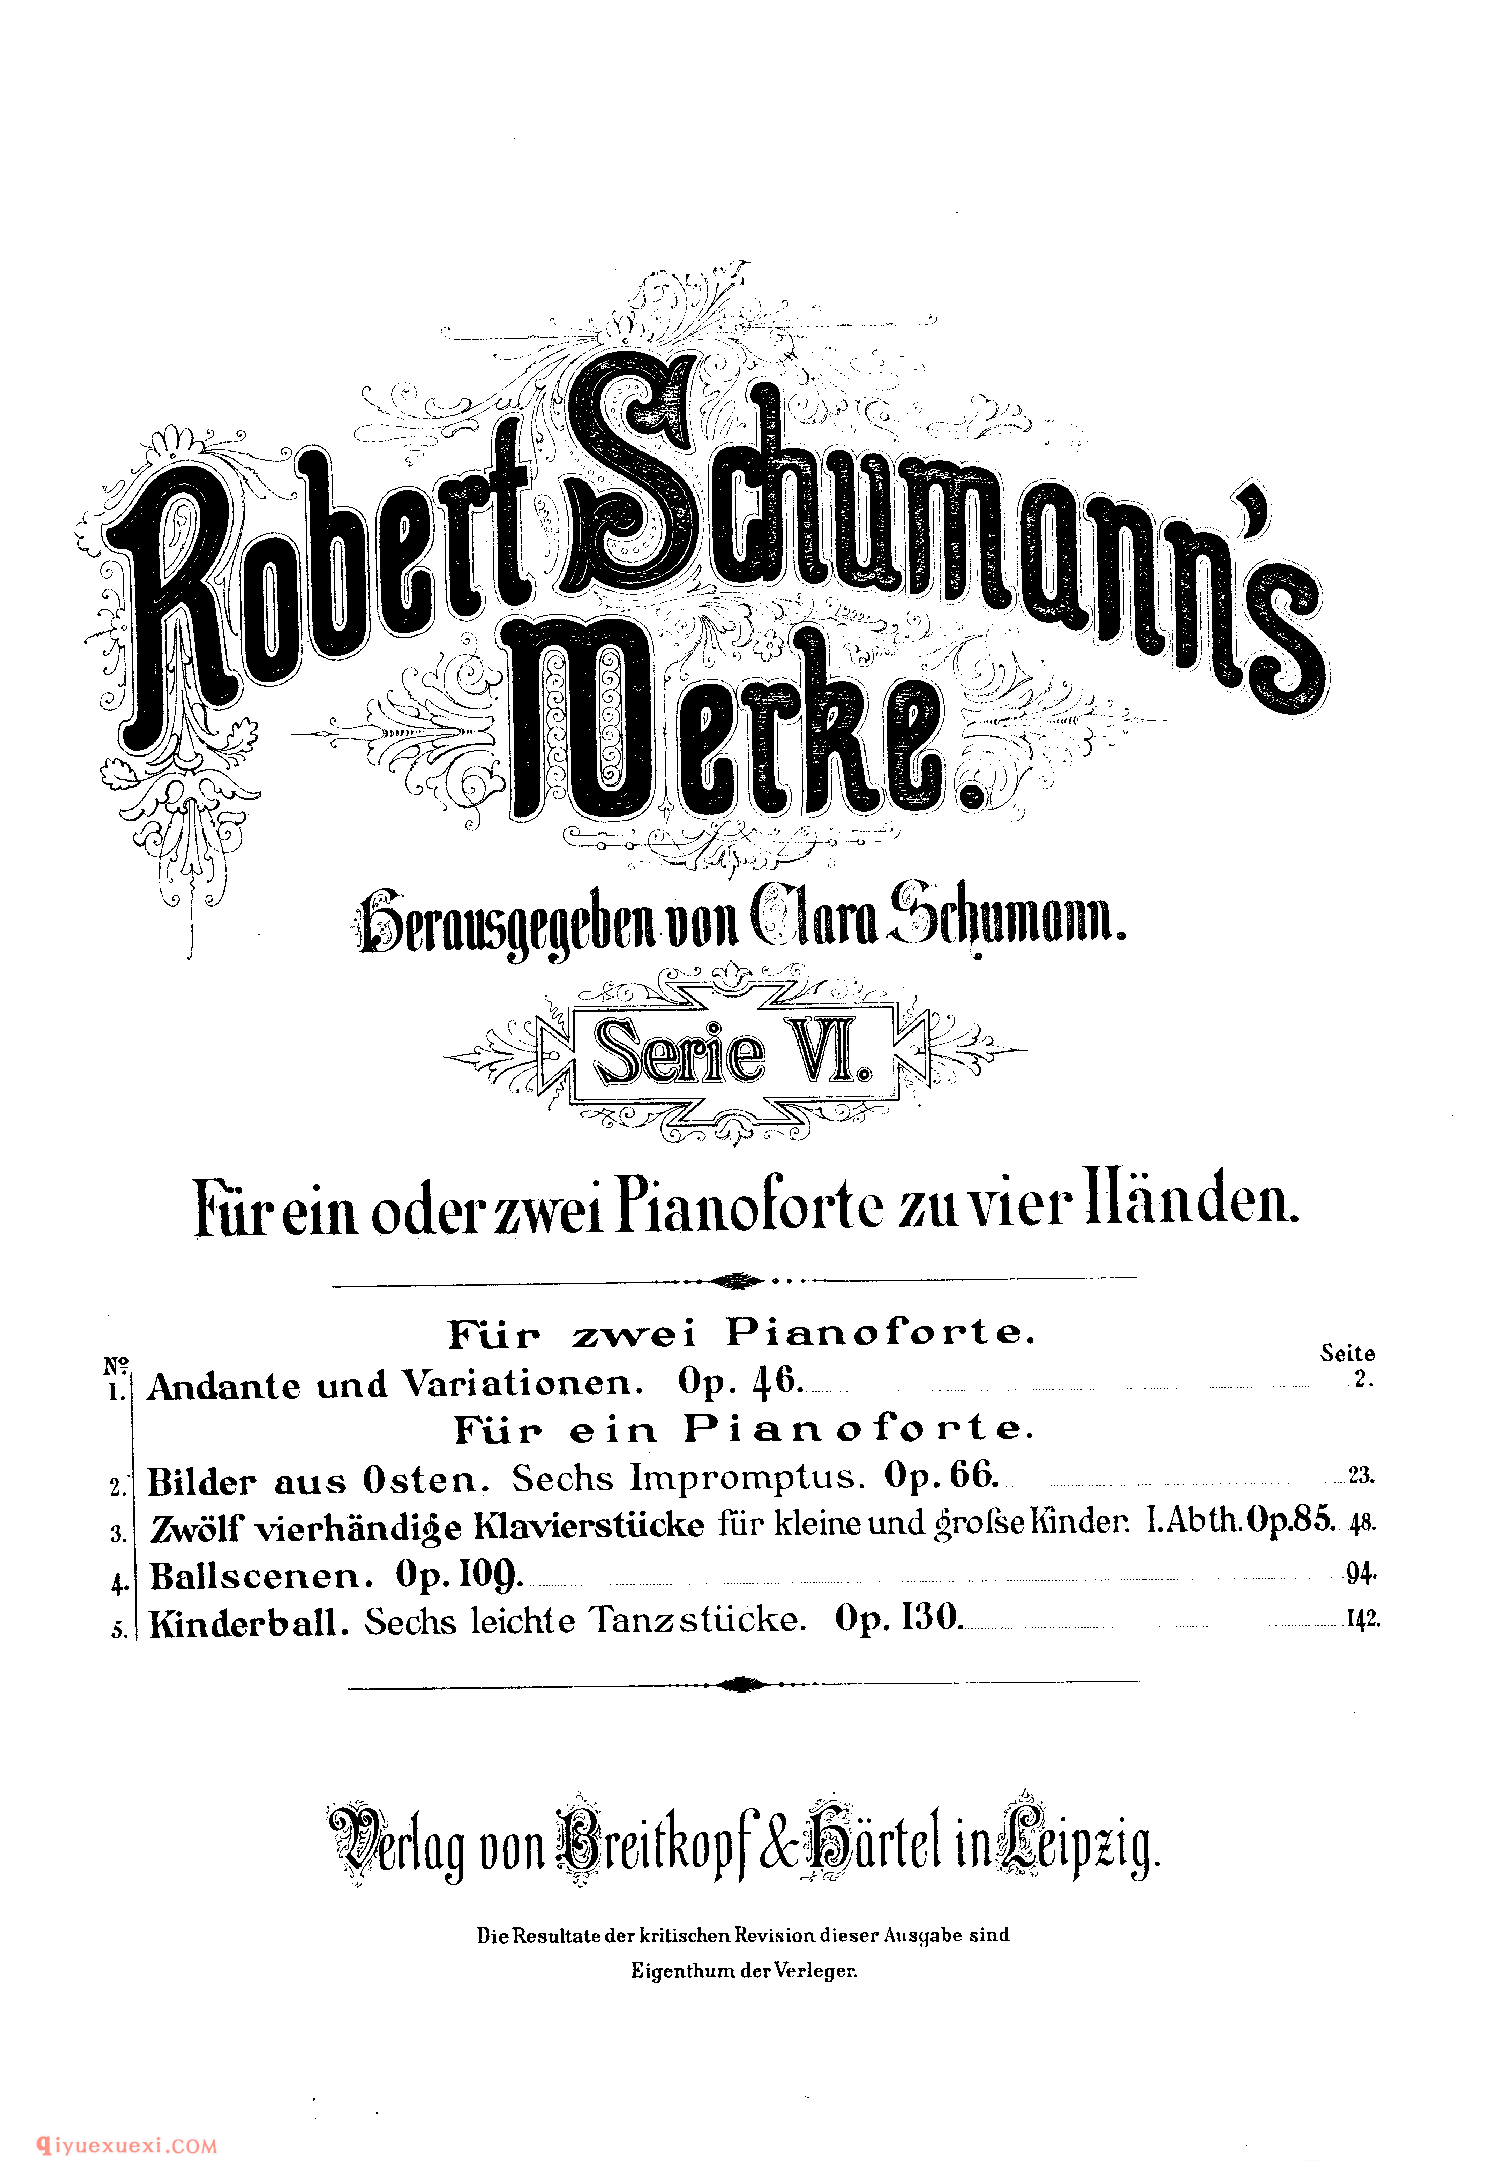 Robert Schumann's
Werke.
Herausgegeben von Clara Schumann.
Serie VI.
Für ein oder zwei Pianoforte zu vier Händen.
Für zwei Pianoforte.
No. Seite
1. Andante und Variationen. Op. 46. 2.
Für ein Pianoforte.
2. Bilder aus Osten. Sechs Impromptus. Op. 66. 23.
3. Zwölf vierhändige Klavierstücke für kleine und große Kinder. I. Abth. Op. 85. 48.
4. Ballscenen. Op. 109. 94.
5. Kinderball. Sechs leichte Tanzstücke. Op. 130. 142.
Verlag von Breitkopf & Härtel in Leipzig.
Die Resultate der kritischen Revision dieser Ausgabe sind
Eigenthum der Verleger.
qiyuexuexi.COM